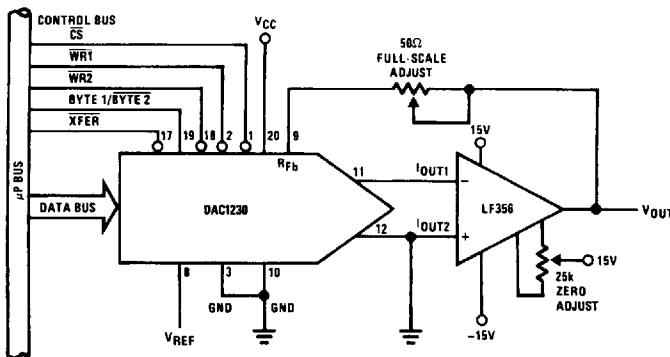 CONTROL BUS
CS
WR1
WR2
BYTE 1/BYTE 2
XFER
μP BUS
DATA BUS
VCC
50Ω
FULL-SCALE
ADJUST
17
19
18
2
1
20
9
RFb
15V
DAC1230
11
IOUT1
−
LF356
VOUT
12
IOUT2
+
15V
25k
ZERO
ADJUST
−15V
8
3
10
GND
GND
VREF